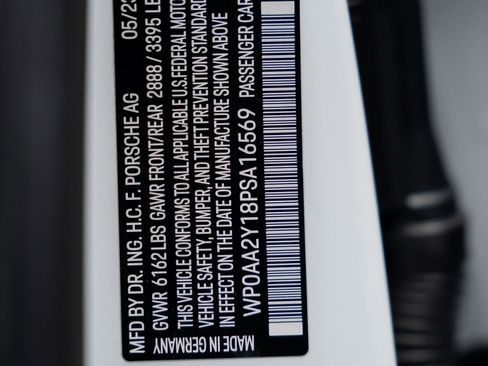 MFD BY DR. ING. H.C. F. PORSCHE AG 05/23
GVWR 6162 LBS GAWR FRONT/REAR 2888 / 3395 LB
THIS VEHICLE CONFORMS TO ALL APPLICABLE U.S. FEDERAL MOTO
VEHICLE SAFETY, BUMPER, AND THEFT PREVENTION STANDARD
IN EFFECT ON THE DATE OF MANUFACTURE SHOWN ABOVE
WP0AA2Y18PSA16569 PASSENGER CAR
MADE IN GERMANY